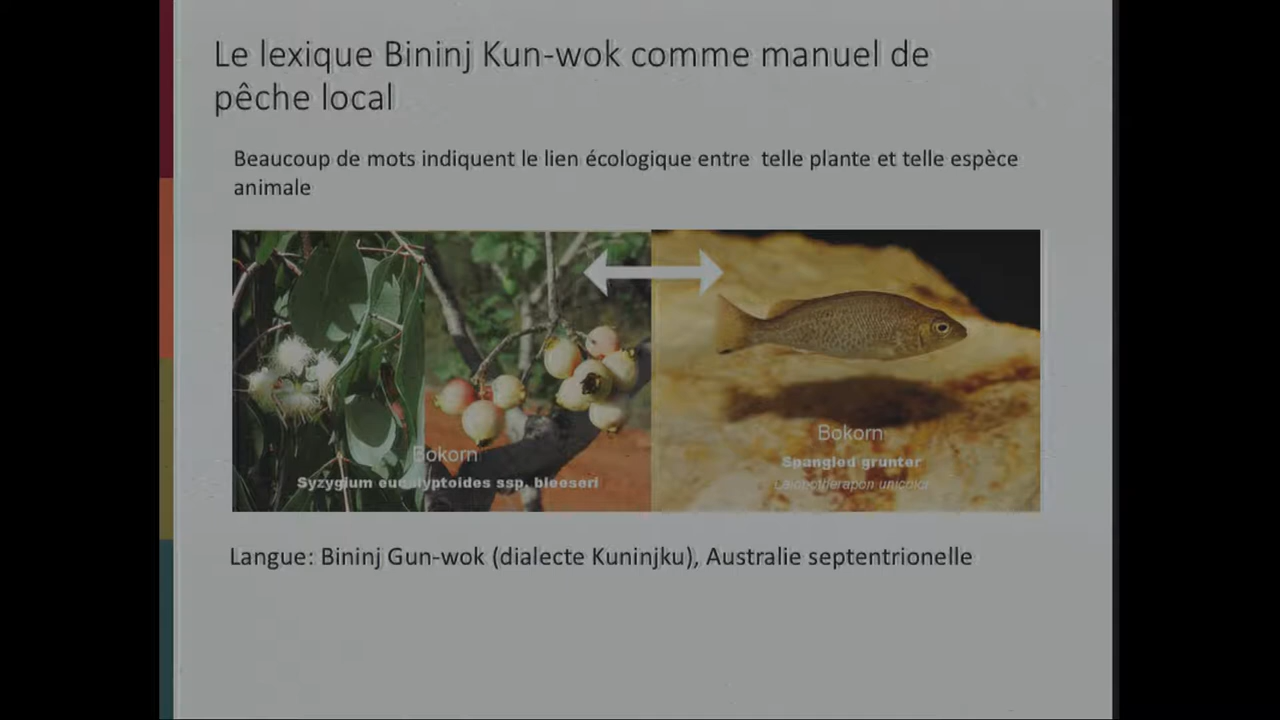 Le lexique Bininj Kun-wok comme manuel de
pêche local
Beaucoup de mots indiquent le lien écologique entre telle plante et telle espèce
animale
Bokorn
Syzygium eucalyptoides ssp. bleeseri
Bokorn
Spangled grunter
Leiopotherapon unicolor
Langue: Bininj Gun-wok (dialecte Kuninjku), Australie septentrionelle